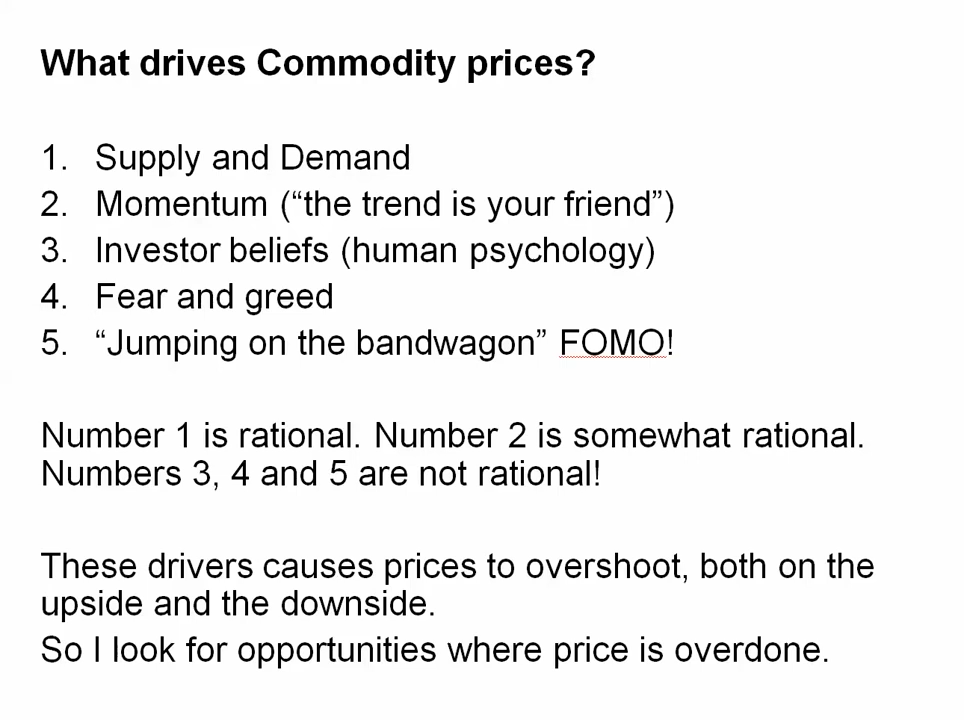 What drives Commodity prices?
1. Supply and Demand
2. Momentum (“the trend is your friend”)
3. Investor beliefs (human psychology)
4. Fear and greed
5. “Jumping on the bandwagon” FOMO!
Number 1 is rational. Number 2 is somewhat rational.
Numbers 3, 4 and 5 are not rational!
These drivers causes prices to overshoot, both on the
upside and the downside.
So I look for opportunities where price is overdone.